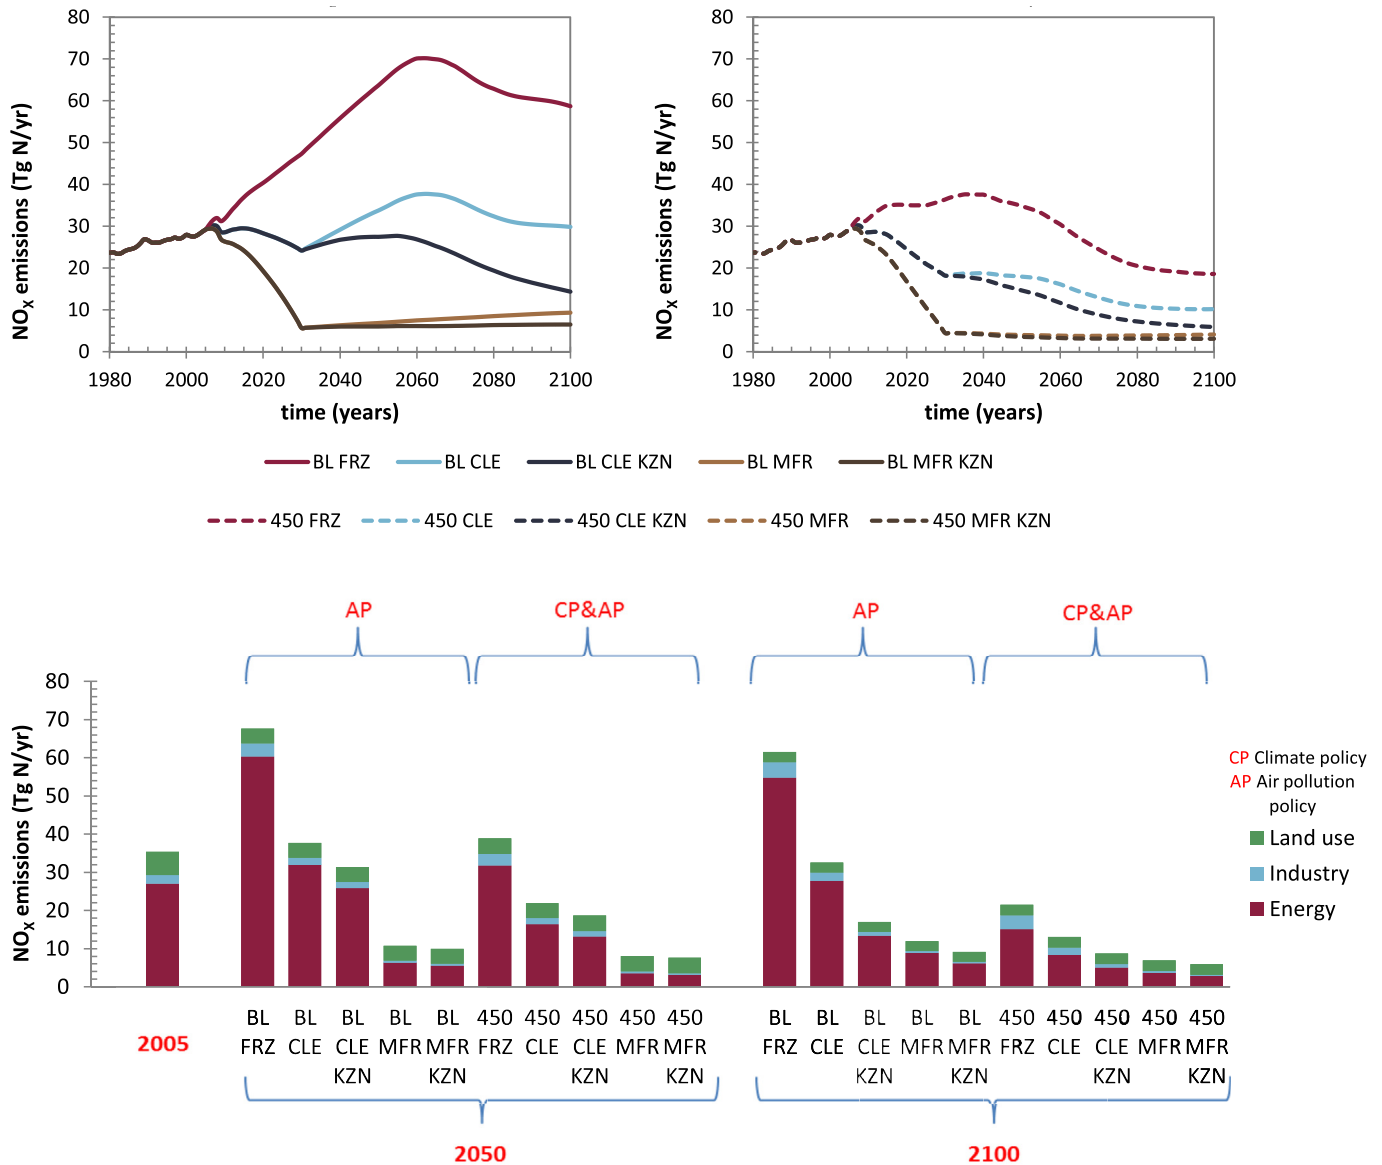 80
70
60
50
40
30
20
10
0
NOX emissions (Tg N/yr)
1980 2000 2020 2040 2060 2080 2100
time (years)
80
70
60
50
40
30
20
10
0
NOX emissions (Tg N/yr)
1980 2000 2020 2040 2060 2080 2100
time (years)
BL FRZ BL CLE BL CLE KZN BL MFR BL MFR KZN
450 FRZ 450 CLE 450 CLE KZN 450 MFR 450 MFR KZN
AP CP&AP AP CP&AP
80
70
60
50
40
30
20
10
0
NOX emissions (Tg N/yr)
CP Climate policy
AP Air pollution
policy
Land use
Industry
Energy
BL BL BL BL BL 450 450 450 450 450 BL BL BL BL BL 450 450 450 450 450
2005 FRZ CLE CLE MFR MFR FRZ CLE CLE MFR MFR FRZ CLE CLE MFR MFR FRZ CLE CLE MFR MFR
KZN KZN KZN KZN KZN KZN KZN KZN
2050 2100